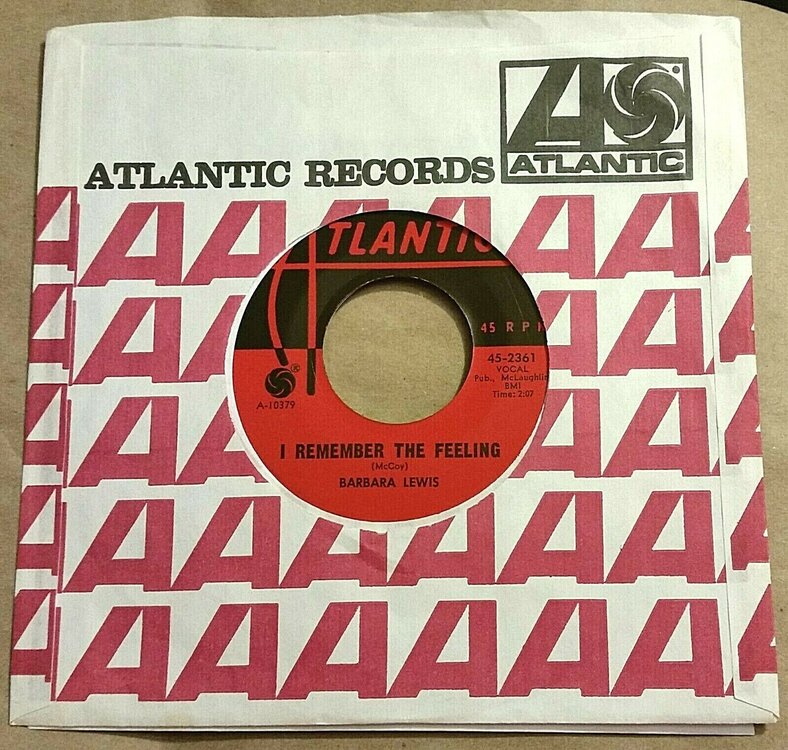 ATLANTIC
ATLANTIC RECORDS
ATLANTIC
45 RP
45-2361
VOCAL
Pub., McLaughlin
BMI
Time: 2:07
®
A-10379
I REMEMBER THE FEELING
(McCoy)
BARBARA LEWIS